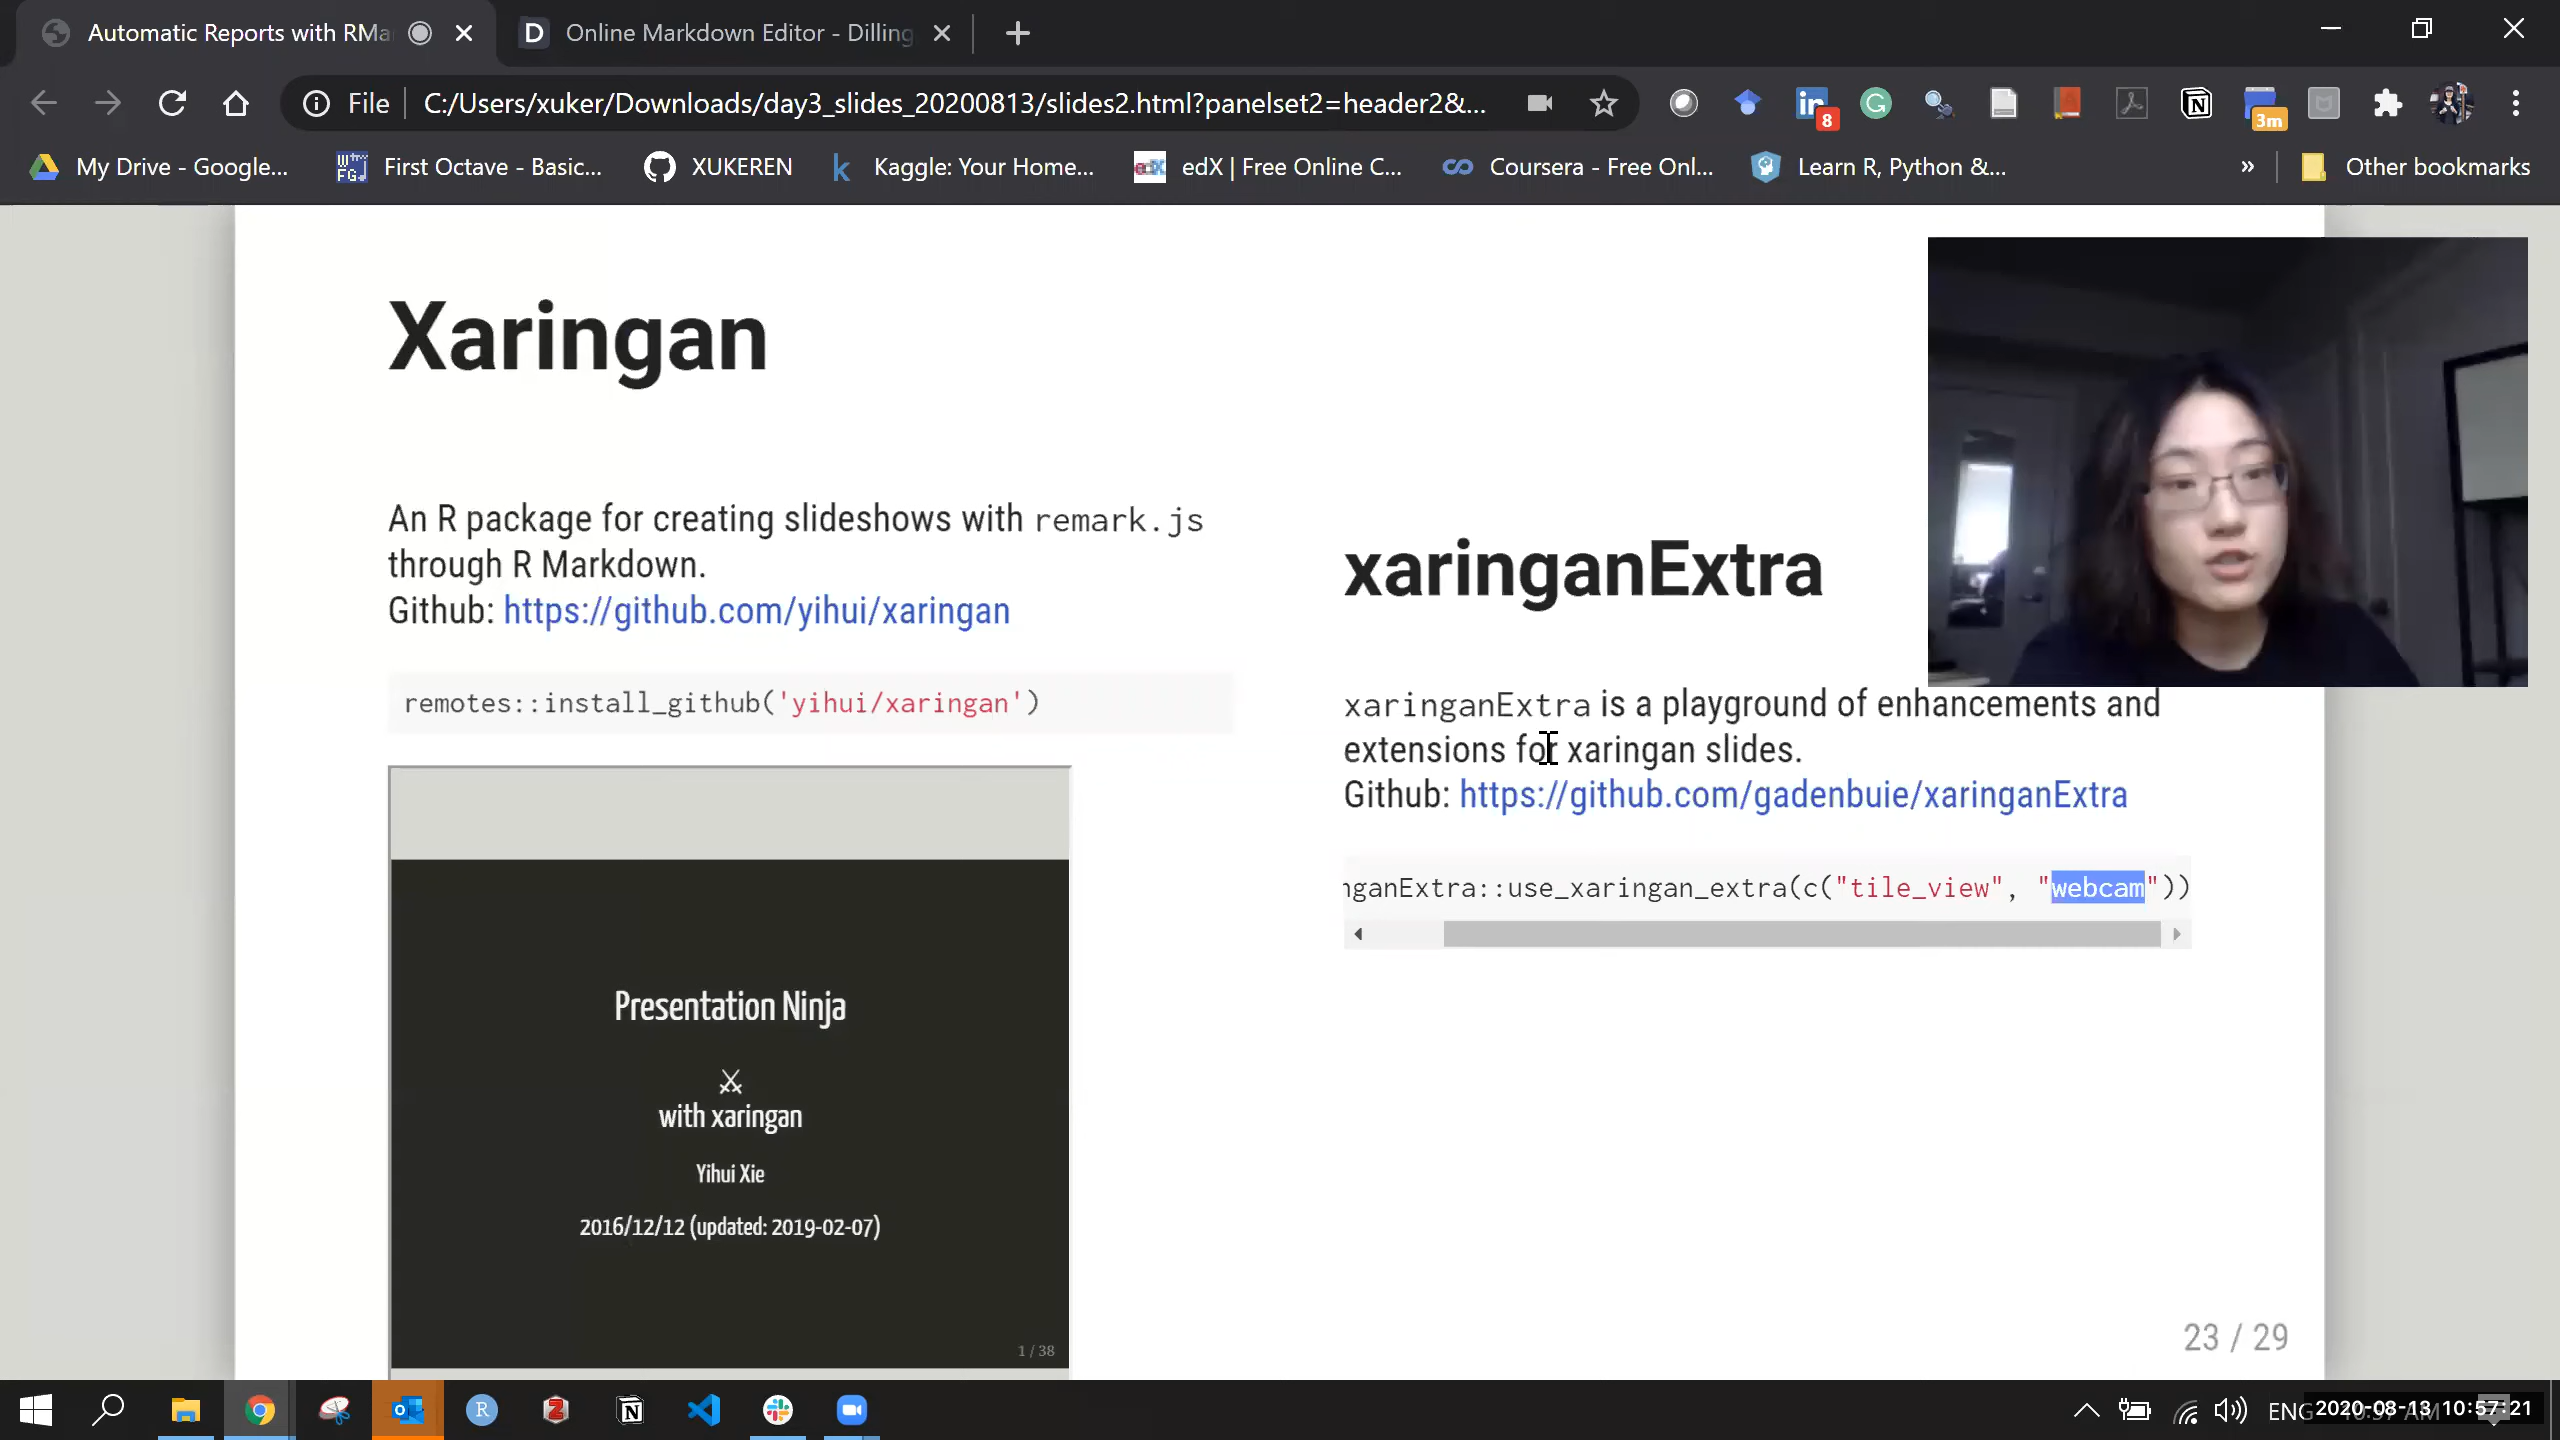 Automatic Reports with RMa
Online Markdown Editor - Dilling
File
C:/Users/xuker/Downloads/day3_slides_20200813/slides2.html?panelset2=header2&...
8
3m
My Drive - Google...
First Octave - Basic...
XUKEREN
Kaggle: Your Home...
edX | Free Online C...
Coursera - Free Onl...
Learn R, Python &...
»
Other bookmarks
Xaringan
An R package for creating slideshows with remark.js
through R Markdown.
Github: https://github.com/yihui/xaringan
remotes::install_github('yihui/xaringan')
Presentation Ninja
⚔
with xaringan
Yihui Xie
2016/12/12 (updated: 2019-02-07)
1 / 38
xaringanExtra
xaringanExtra is a playground of enhancements and
extensions for xaringan slides.
Github: https://github.com/gadenbuie/xaringanExtra
nganExtra::use_xaringan_extra(c("tile_view", "webcam"))
23 / 29
ENG
2020-08-13 10:57:21